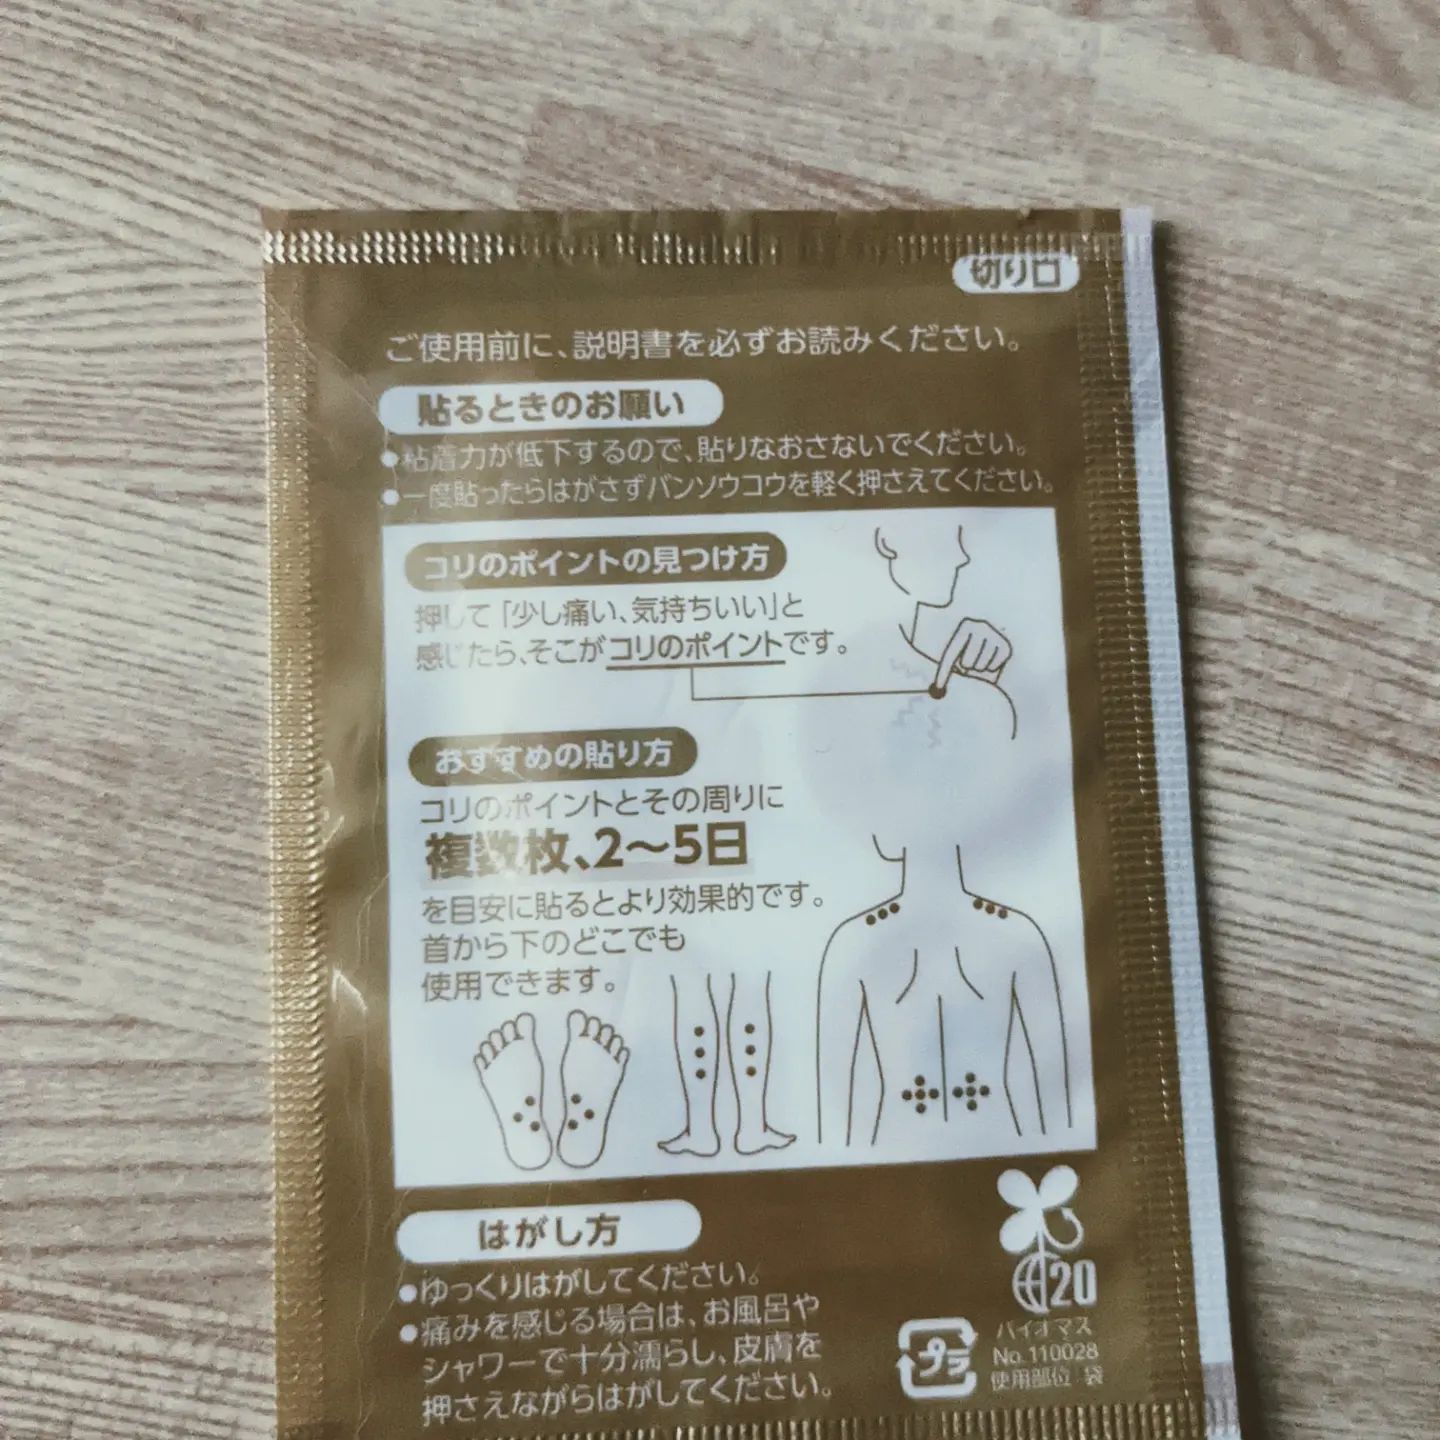 切り口
ご使用前に、説明書を必ずお読みください。
貼るときのお願い
●粘着力が低下するので、貼りなおさないでください。
●一度貼ったらはがさずバンソウコウを軽く押さえてください。
コリのポイントの見つけ方
押して「少し痛い、気持ちいい」と
感じたら、そこがコリのポイントです。
おすすめの貼り方
コリのポイントとその周りに
複数枚、2〜5日
を目安に貼るとより効果的です。
首から下のどこでも
使用できます。
はがし方
●ゆっくりはがしてください。
●痛みを感じる場合は、お風呂や
シャワーで十分濡らし、皮膚を
押さえながらはがしてください。
20
バイオマス
No.110028
使用部位：袋
プラ